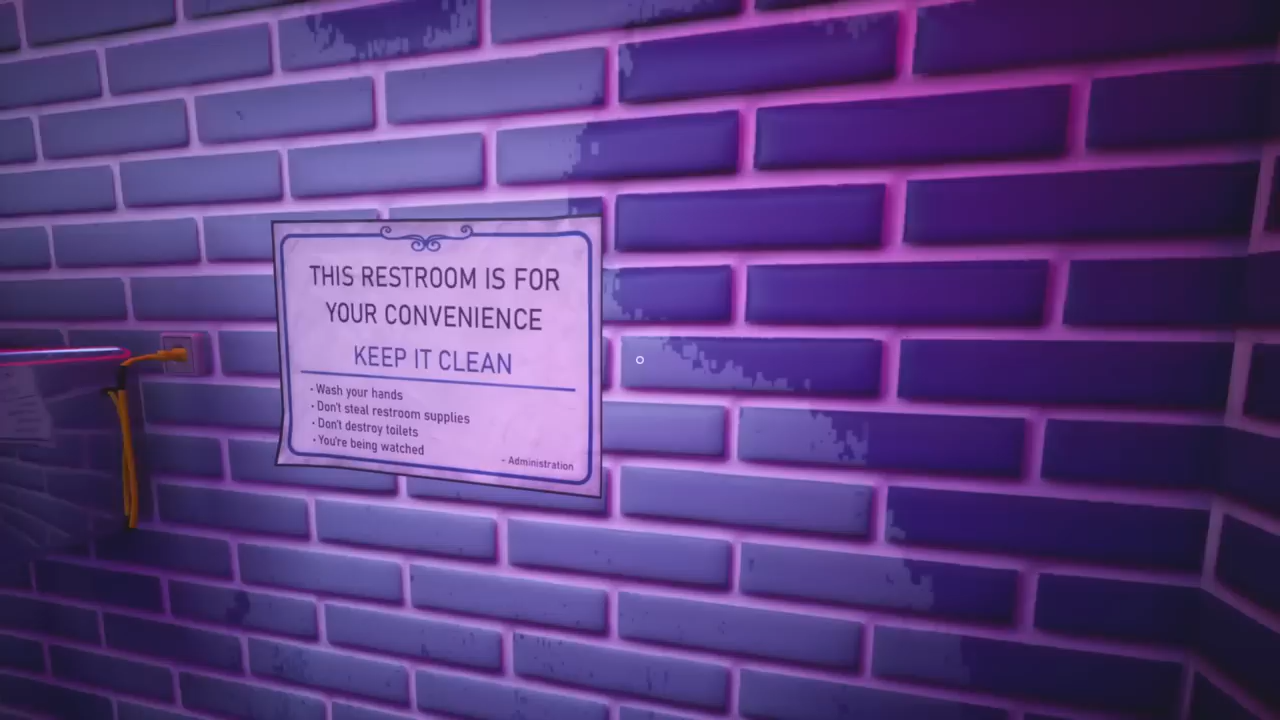 THIS RESTROOM IS FOR
YOUR CONVENIENCE
KEEP IT CLEAN
- Wash your hands
- Don't steal restroom supplies
- Don't destroy toilets
- You're being watched
- Administration